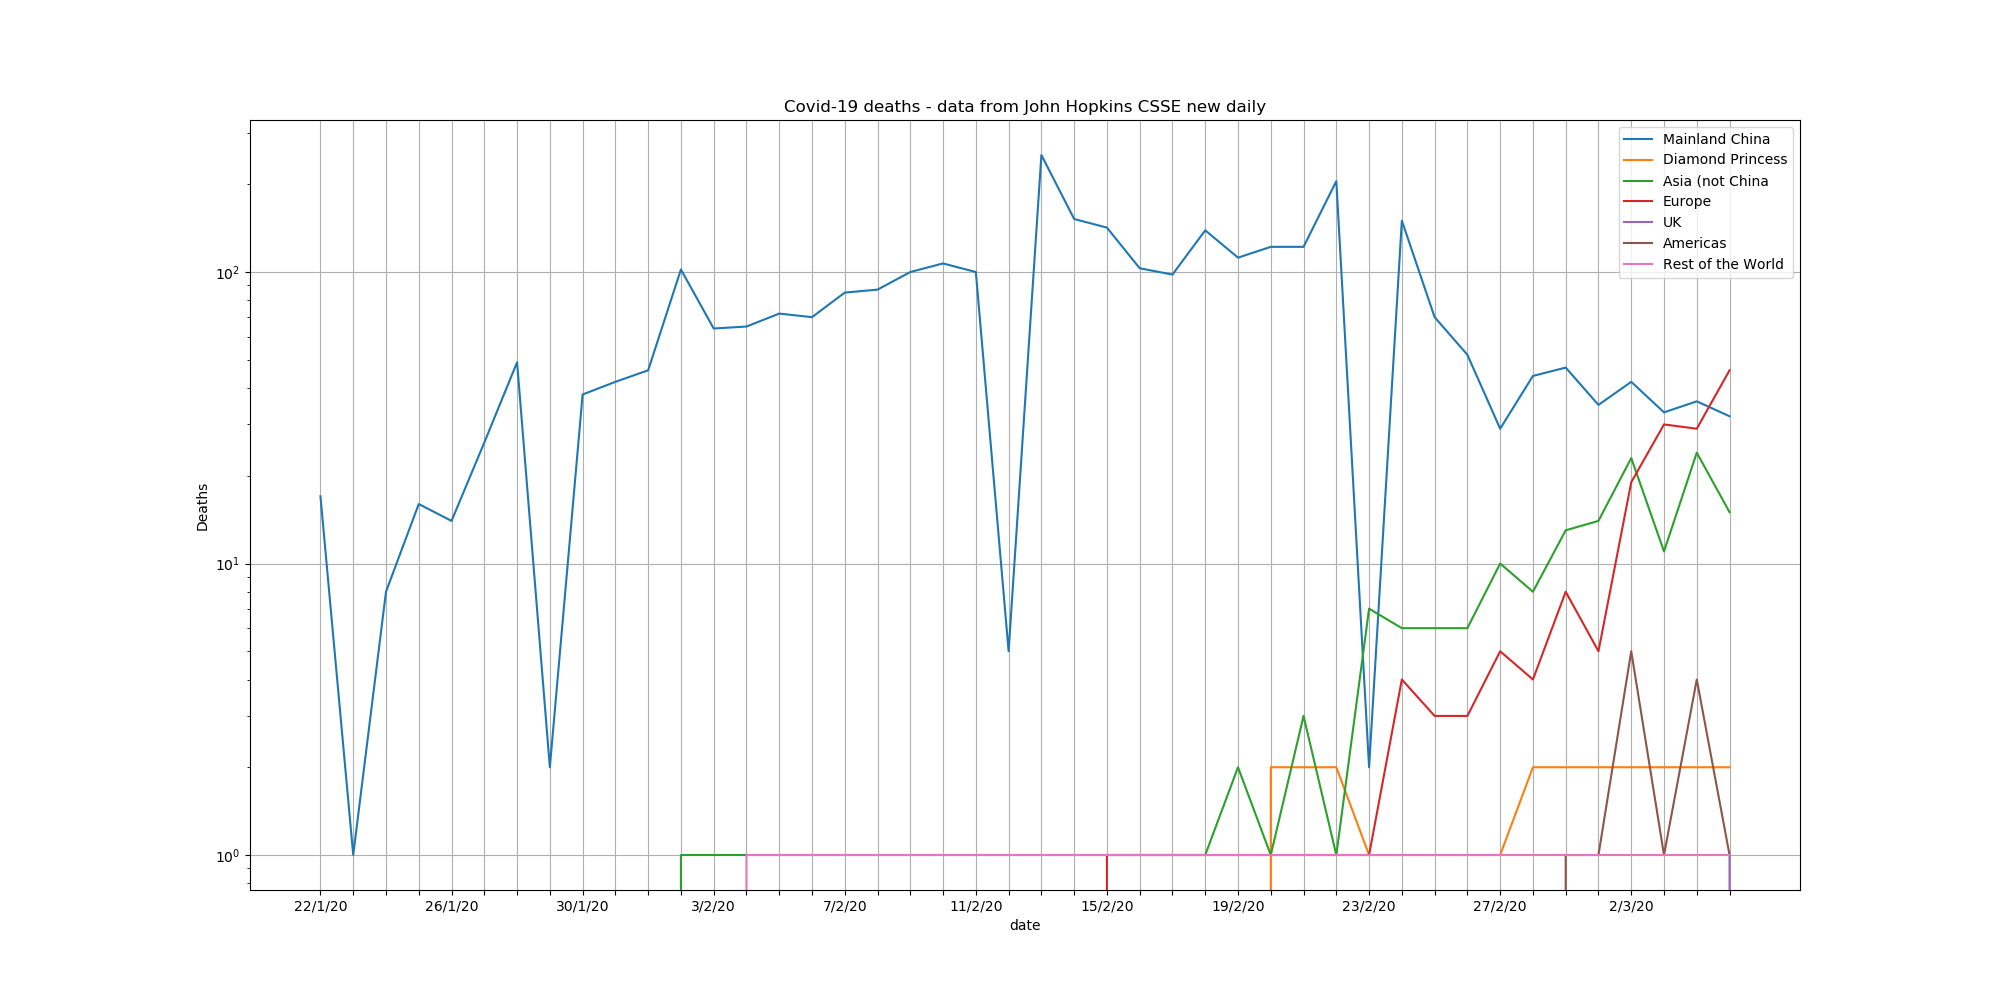 Covid-19 deaths - data from John Hopkins CSSE new daily
Mainland China
Diamond Princess
Asia (not China
Europe
UK
Americas
Rest of the World
Deaths
10²
10¹
10⁰
22/1/20 26/1/20 30/1/20 3/2/20 7/2/20 11/2/20 15/2/20 19/2/20 23/2/20 27/2/20 2/3/20
date